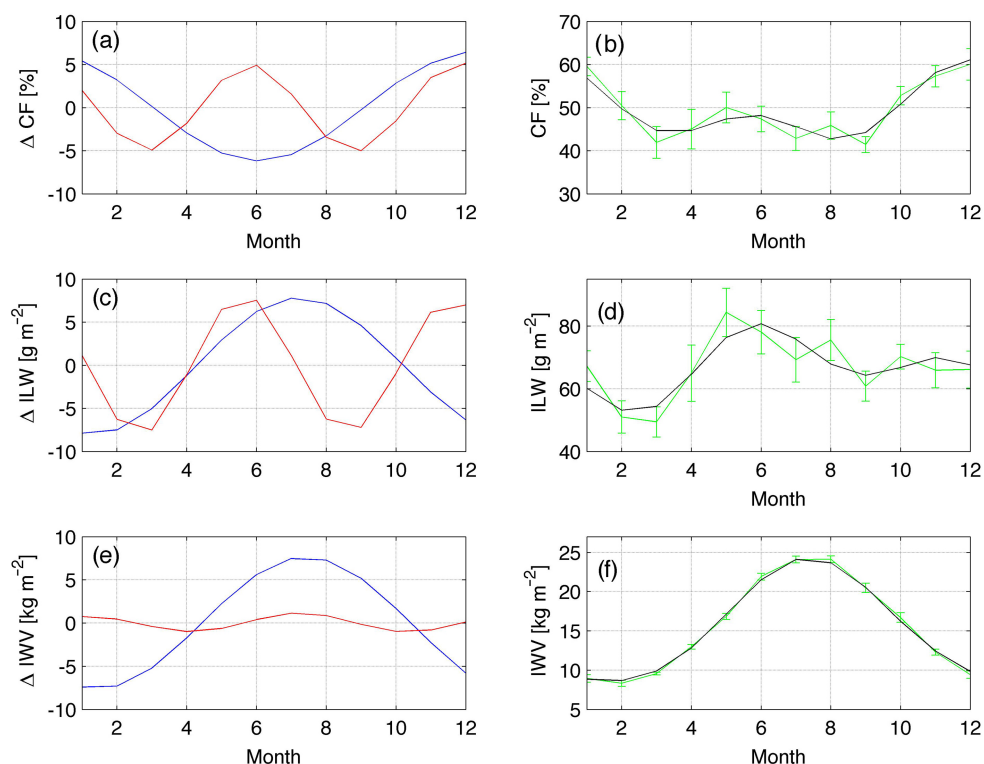 (a)
Δ CF [%]
10
5
0
-5
-10
2 4 6 8 10 12
Month
(b)
CF [%]
70
60
50
40
30
2 4 6 8 10 12
Month
(c)
Δ ILW [g m⁻²]
10
5
0
-5
-10
2 4 6 8 10 12
Month
(d)
ILW [g m⁻²]
80
60
40
2 4 6 8 10 12
Month
(e)
Δ IWV [kg m⁻²]
10
5
0
-5
-10
2 4 6 8 10 12
Month
(f)
IWV [kg m⁻²]
25
20
15
10
5
2 4 6 8 10 12
Month